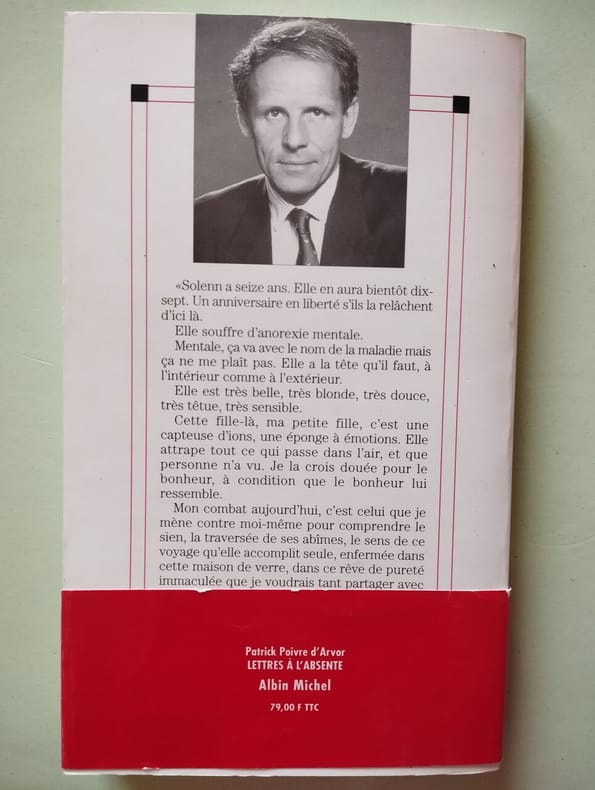 «Solenn a seize ans. Elle en aura bientôt dix-
sept. Un anniversaire en liberté s'ils la relâchent
d'ici là.
Elle souffre d'anorexie mentale.
Mentale, ça va avec le nom de la maladie mais
ça ne me plaît pas. Elle a la tête qu'il faut, à
l'intérieur comme à l'extérieur.
Elle est très belle, très blonde, très douce,
très têtue, très sensible.
Cette fille-là, ma petite fille, c'est une
capteuse d'ions, une éponge à émotions. Elle
attrape tout ce qui passe dans l'air, et que
personne n'a vu. Je la crois douée pour le
bonheur, à condition que le bonheur lui
ressemble.
Mon combat aujourd'hui, c'est celui que je
mène contre moi-même pour comprendre le
sien, la traversée de ses abîmes, le sens de ce
voyage qu'elle accomplit seule, enfermée dans
cette maison de verre, dans ce rêve de pureté
immaculée que je voudrais tant partager avec
Patrick Poivre d'Arvor
LETTRES À L'ABSENTE
Albin Michel
79,00 F TTC